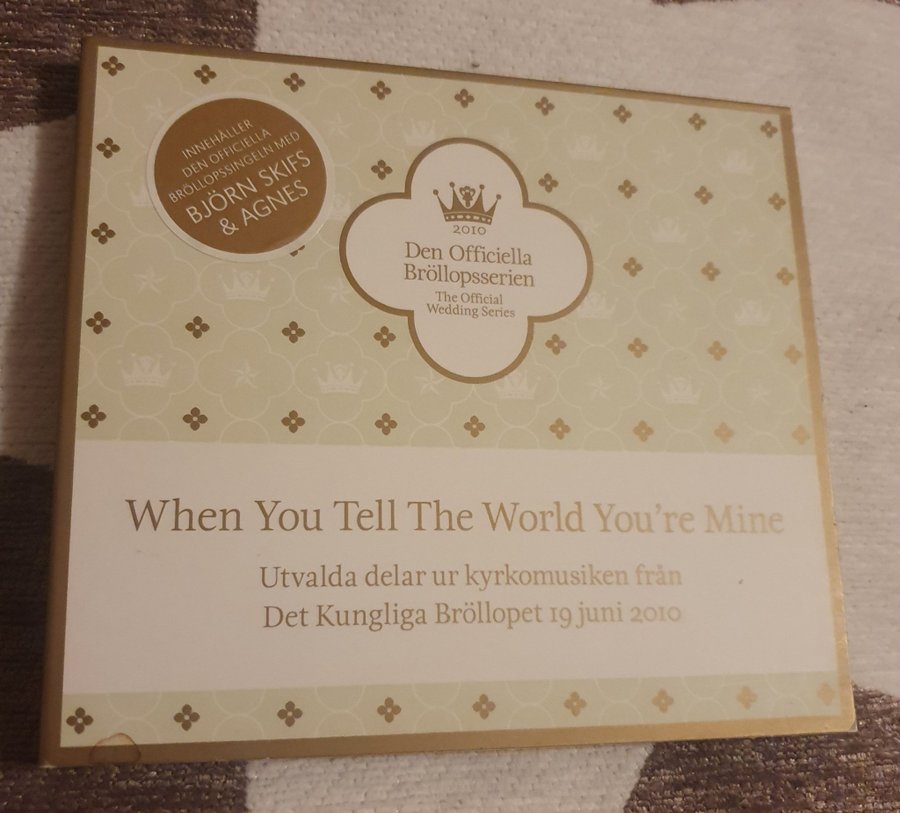 INNEHÅLLER
DEN OFFICIELLA
BRÖLLOPSSINGELN MED
BJÖRN SKIFS
& AGNES
2010
Den Officiella
Bröllopsserien
The Official
Wedding Series
When You Tell The World You're Mine
Utvalda delar ur kyrkomusiken från
Det Kungliga Bröllopet 19 juni 2010